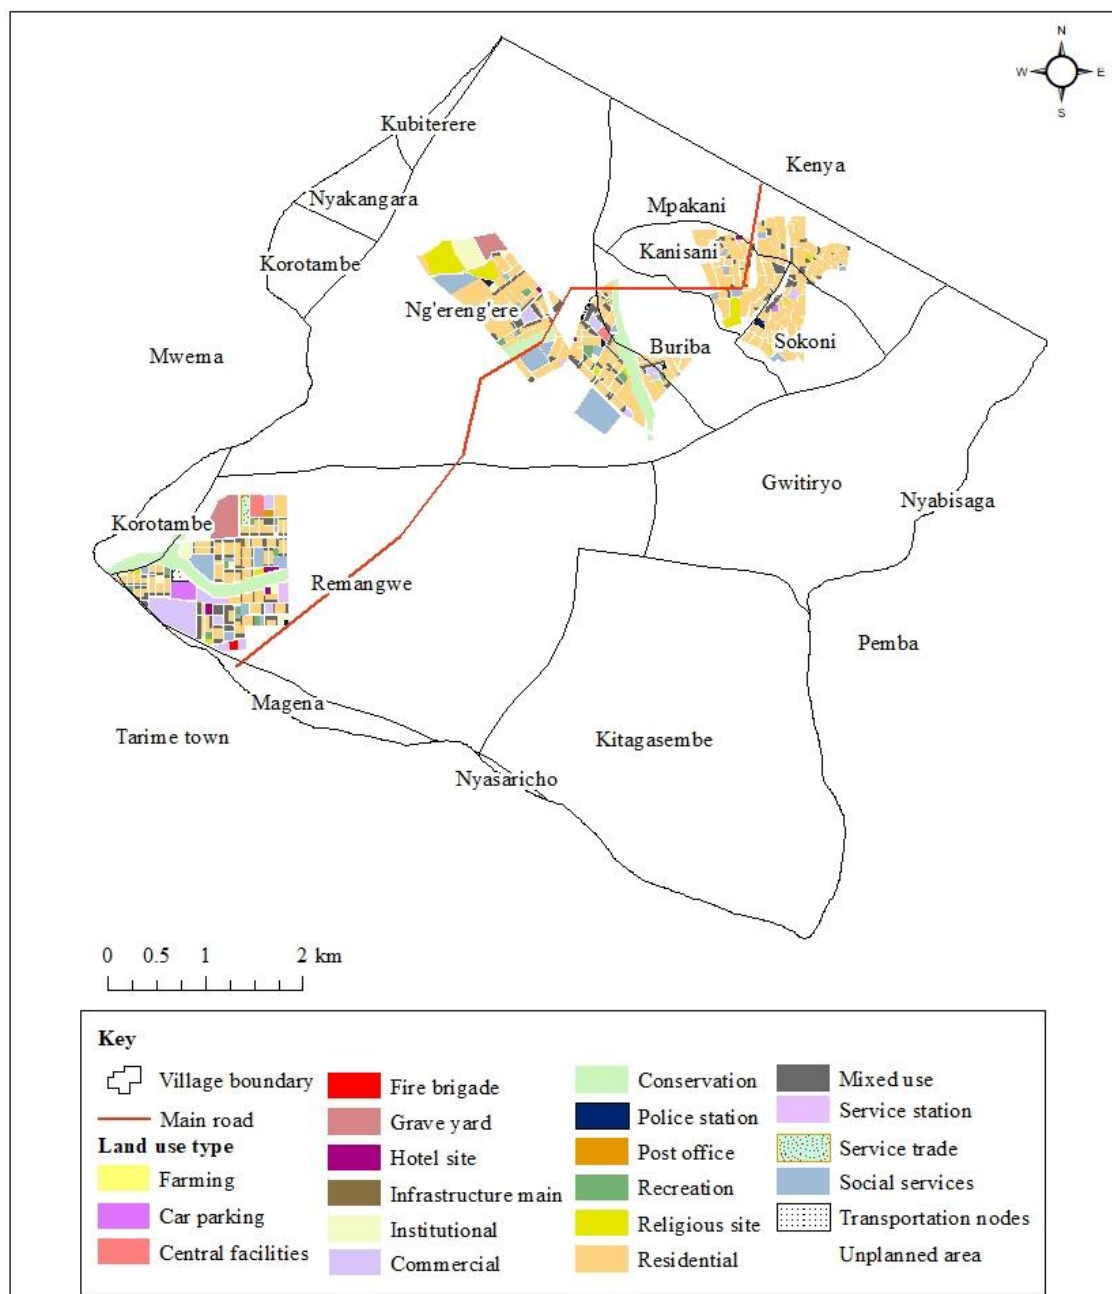 N
W
E
S
Kubiterere
Kenya
Nyakangara
Mpakani
Kanisani
Korotambe
Ng'ereng'ere
Mwema
Buriba
Sokoni
Gwitiryo
Nyabisaga
Korotambe
Remangwe
Pemba
Magena
Tarime town
Kitagasembe
Nyasaricho
0 0.5 1 2 km
Key
Village boundary
Main road
Land use type
Farming
Car parking
Central facilities
Fire brigade
Grave yard
Hotel site
Infrastructure main
Institutional
Commercial
Conservation
Police station
Post office
Recreation
Religious site
Residential
Mixed use
Service station
Service trade
Social services
Transportation nodes
Unplanned area